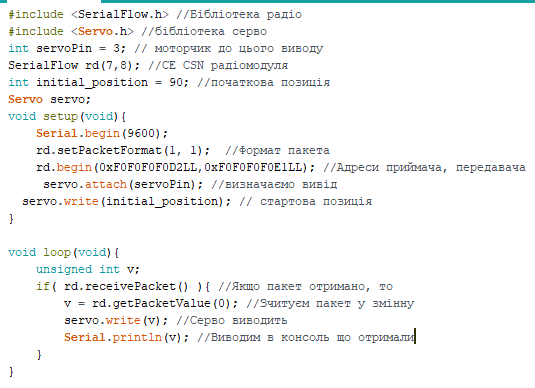 #include <SerialFlow.h> //Бібліотека радіо
#include <Servo.h> //бібліотека серво
int servoPin = 3; // моторчик до цього виводу
SerialFlow rd(7,8); //CE CSN радіомодуля
int initial_position = 90; //початкова позиція
Servo servo;
void setup(void){
    Serial.begin(9600);
    rd.setPacketFormat(1, 1);  //Формат пакета
    rd.begin(0xF0F0F0F0D2LL,0xF0F0F0F0E1LL); //Адреси приймача, передавача
     servo.attach(servoPin); //визначаємо вивід
  servo.write(initial_position); // стартова позиція
}

void loop(void){
    unsigned int v;
    if( rd.receivePacket() ){ //Якщо пакет отримано, то
        v = rd.getPacketValue(0); //Зчитуєм пакет у змінну
        servo.write(v); //Серво виводить
        Serial.println(v); //Виводим в консоль що отримали
    }
}